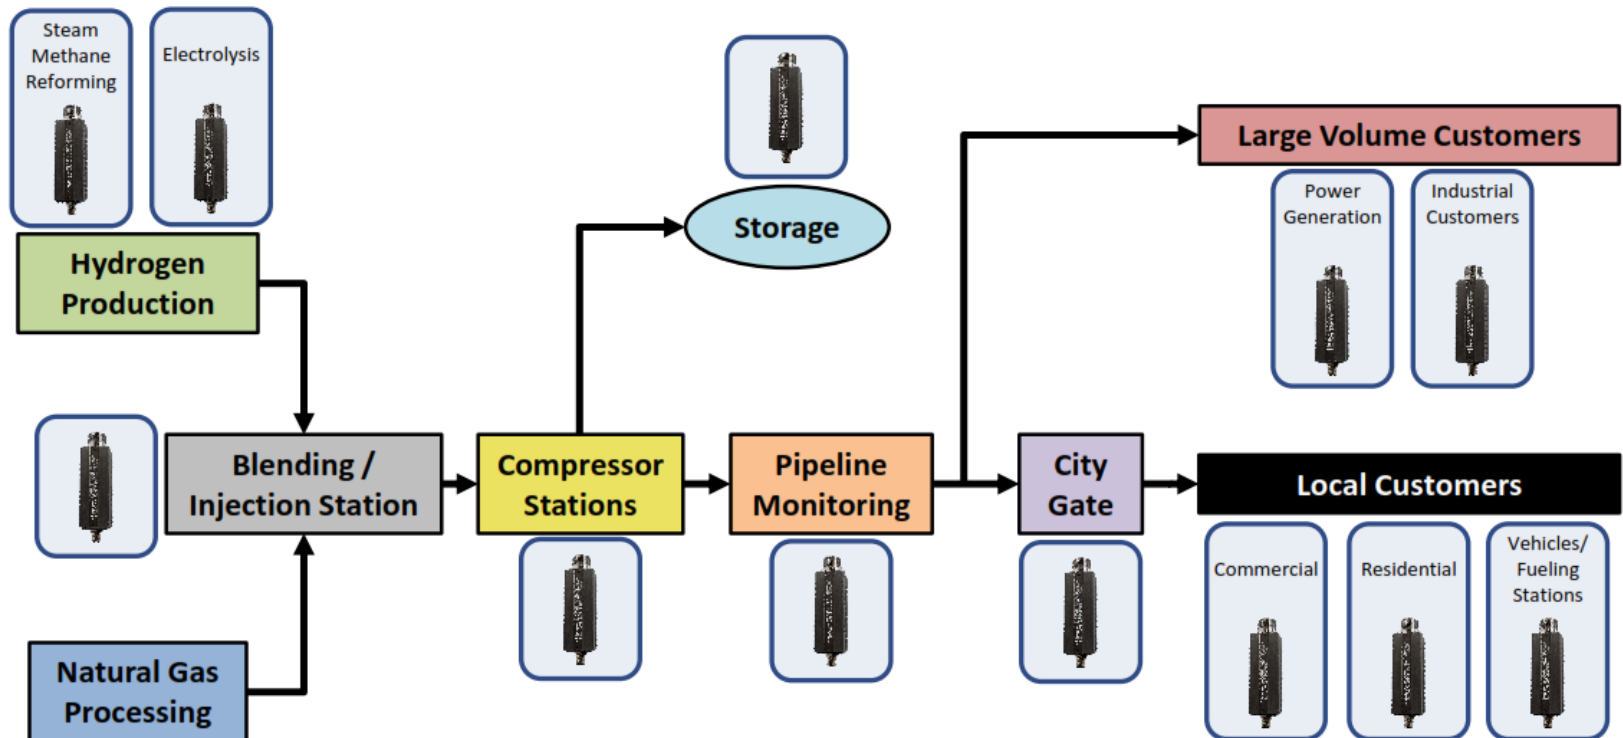 Steam
Methane
Reforming
Electrolysis
Hydrogen
Production
Storage
Large Volume Customers
Power
Generation
Industrial
Customers
Blending /
Injection Station
Compressor
Stations
Pipeline
Monitoring
City
Gate
Local Customers
Commercial
Residential
Vehicles/
Fueling
Stations
Natural Gas
Processing